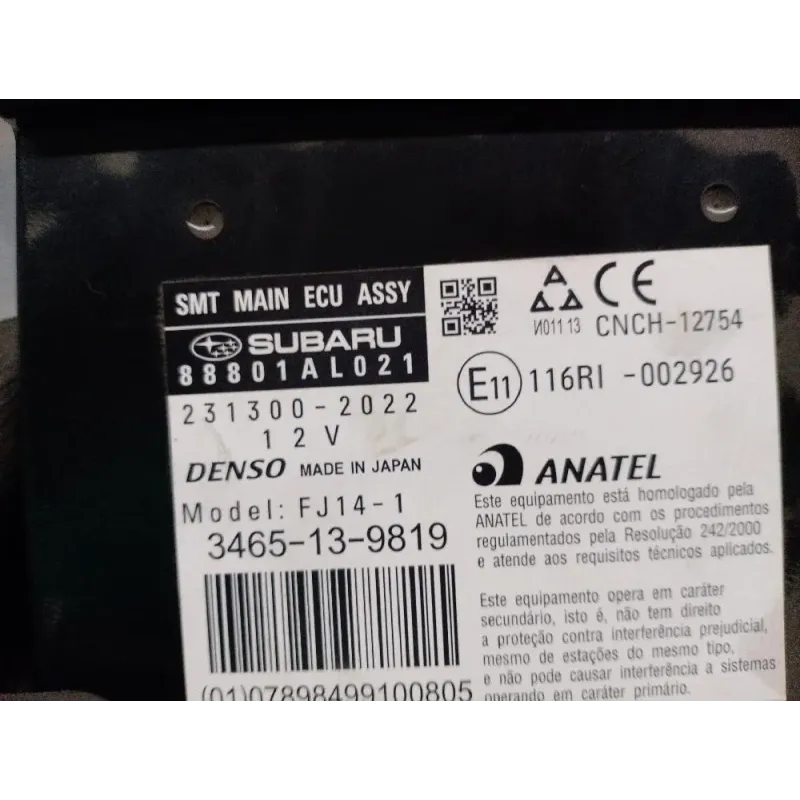 SMT MAIN ECU ASSY
SUBARU
88801AL021
231300-2022
12V
DENSO MADE IN JAPAN
Model: FJ14-1
3465-13-9819
(01)07898499100805
CE
И011 13 CNCH-12754
E11 116RI -002926
ANATEL
Este equipamento está homologado pela
ANATEL de acordo com os procedimentos
regulamentados pela Resolução 242/2000
e atende aos requisitos técnicos aplicados.
Este equipamento opera em caráter
secundário, isto é, não tem direito
a proteção contra interferência prejudicial,
mesmo de estações do mesmo tipo,
e não pode causar interferência a sistemas
operando em caráter primário.